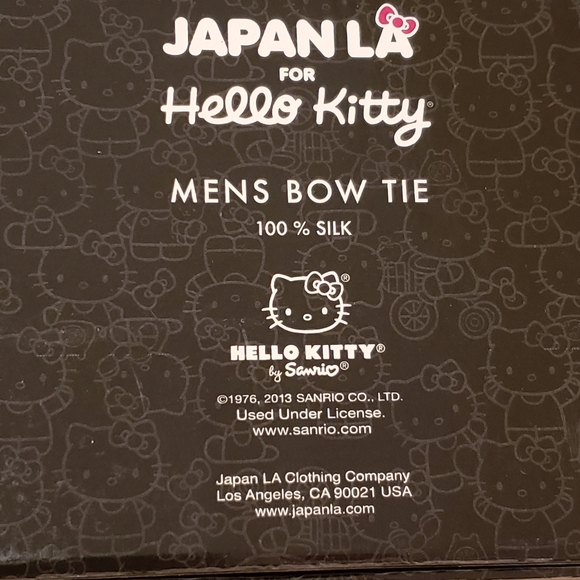 JAPAN LA
FOR
Hello Kitty®
MENS BOW TIE
100 % SILK
®
HELLO KITTY®
by Sanrio®
©1976, 2013 SANRIO CO., LTD.
Used Under License.
www.sanrio.com
Japan LA Clothing Company
Los Angeles, CA 90021 USA
www.japanla.com